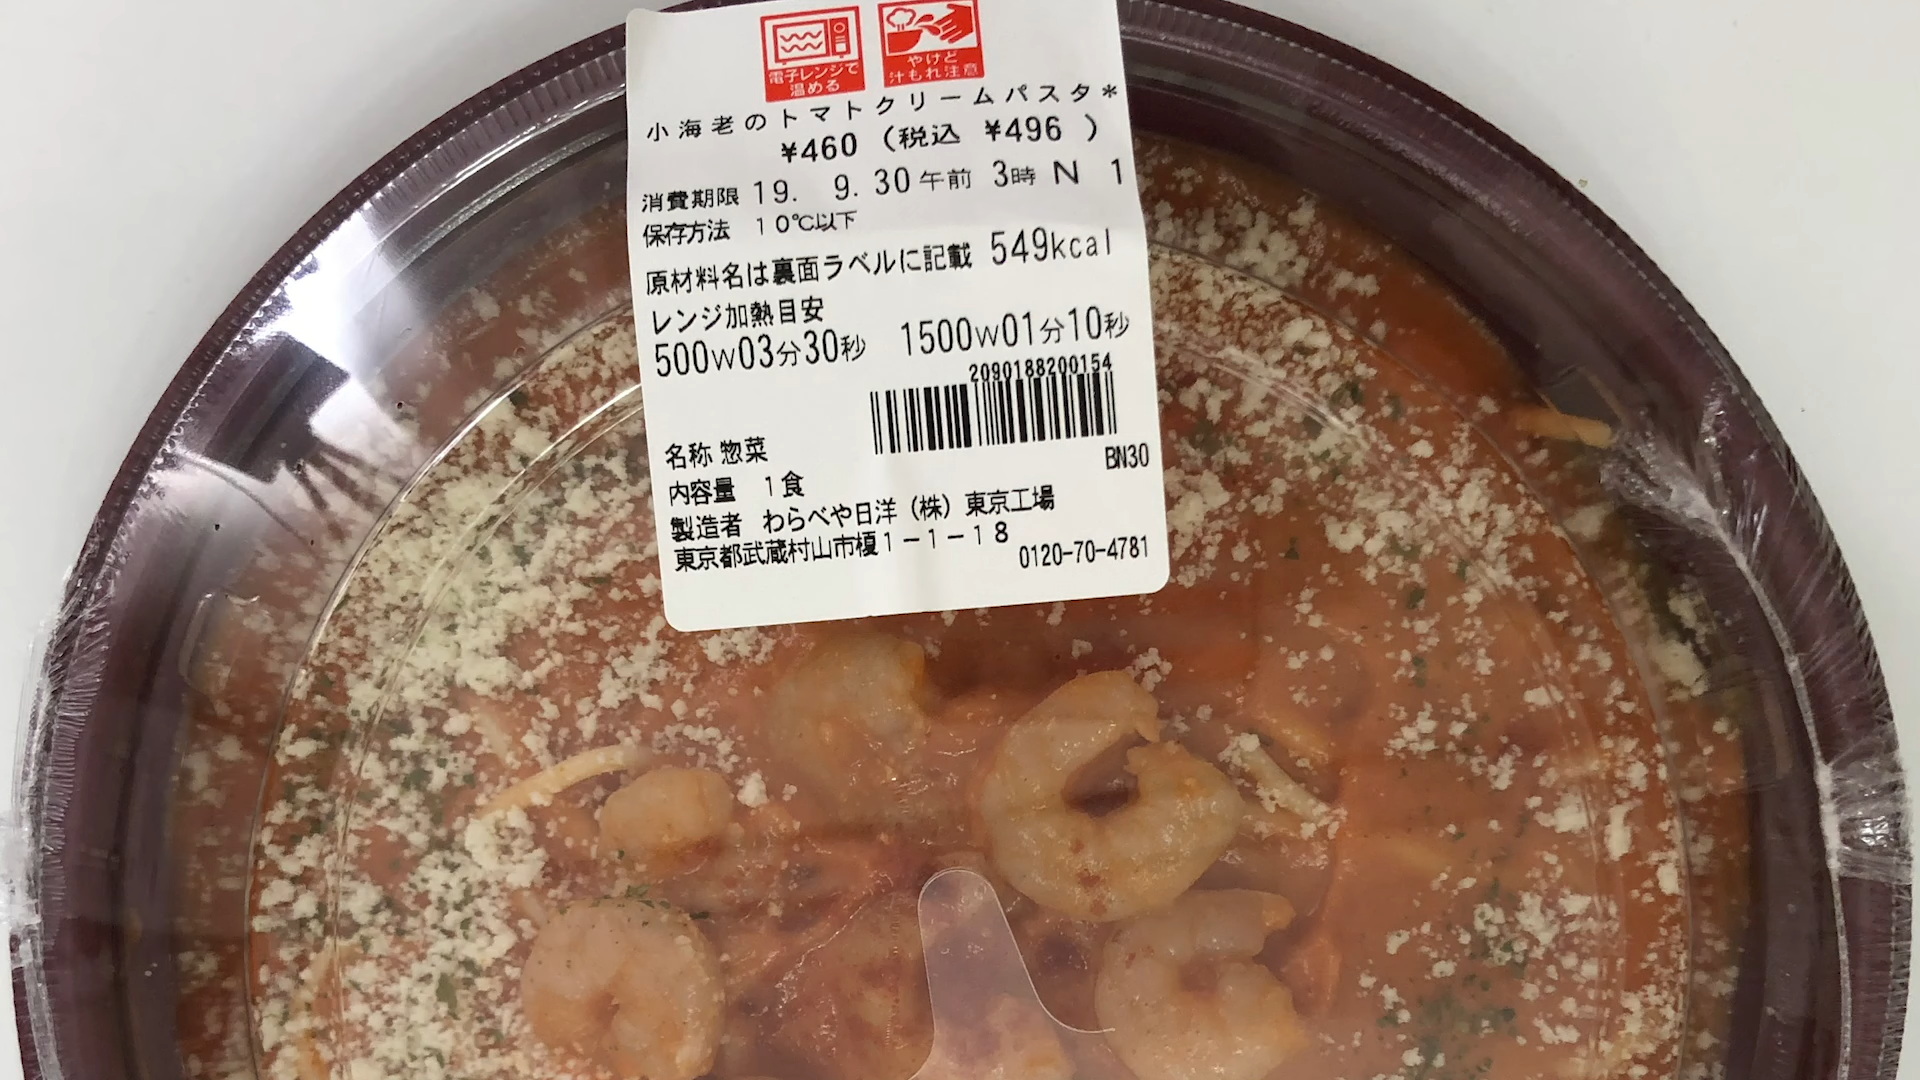 電子レンジで
温める
やけど
汁もれ注意
小海老のトマトクリームパスタ*
¥460（税込 ¥496 ）
消費期限 19. 9. 30午前 3時 N 1
保存方法 10℃以下
原材料名は裏面ラベルに記載 549kcal
レンジ加熱目安
500W03分30秒 1500W01分10秒
2090188200154
名称 惣菜
BN30
内容量 1食
製造者 わらべや日洋（株）東京工場
東京都武蔵村山市榎1－1－18
0120-70-4781